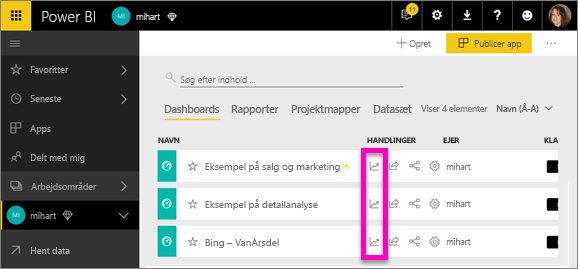 Power BI MI mihart 11
Opret Publicer app
Favoritter
Søg efter indhold ...
Seneste
Dashboards Rapporter Projektmapper Datasæt Viser 4 elementer Navn (Å-A)
Apps
NAVN HANDLINGER EJER KLA
Delt med mig
Eksempel på salg og marketing mihart
Arbejdsområder
Eksempel på detailanalyse mihart
MI mihart
Bing – VanArsdel mihart
Hent data